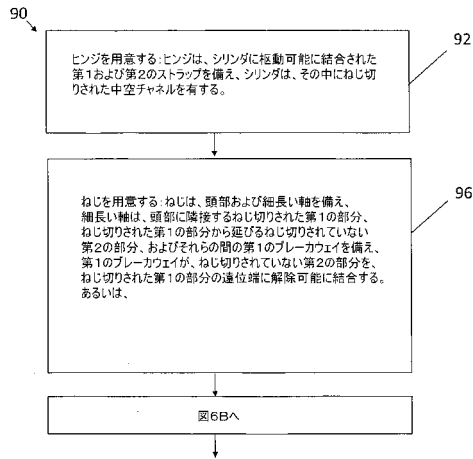 90
ヒンジを用意する:ヒンジは、シリンダに枢動可能に結合された
第1および第2のストラップを備え、シリンダは、その中にねじ切
りされた中空チャネルを有する。
92
ねじを用意する:ねじは、頭部および細長い軸を備え、
細長い軸は、頭部に隣接するねじ切りされた第1の部分、
ねじ切りされた第1の部分から延びるねじ切りされていない
第2の部分、およびそれらの間の第1のブレーカウェイを備え、
第1のブレーカウェイが、ねじ切りされていない第2の部分を、
ねじ切りされた第1の部分の遠位端に解除可能に結合する。
あるいは、
96
図6Bへ